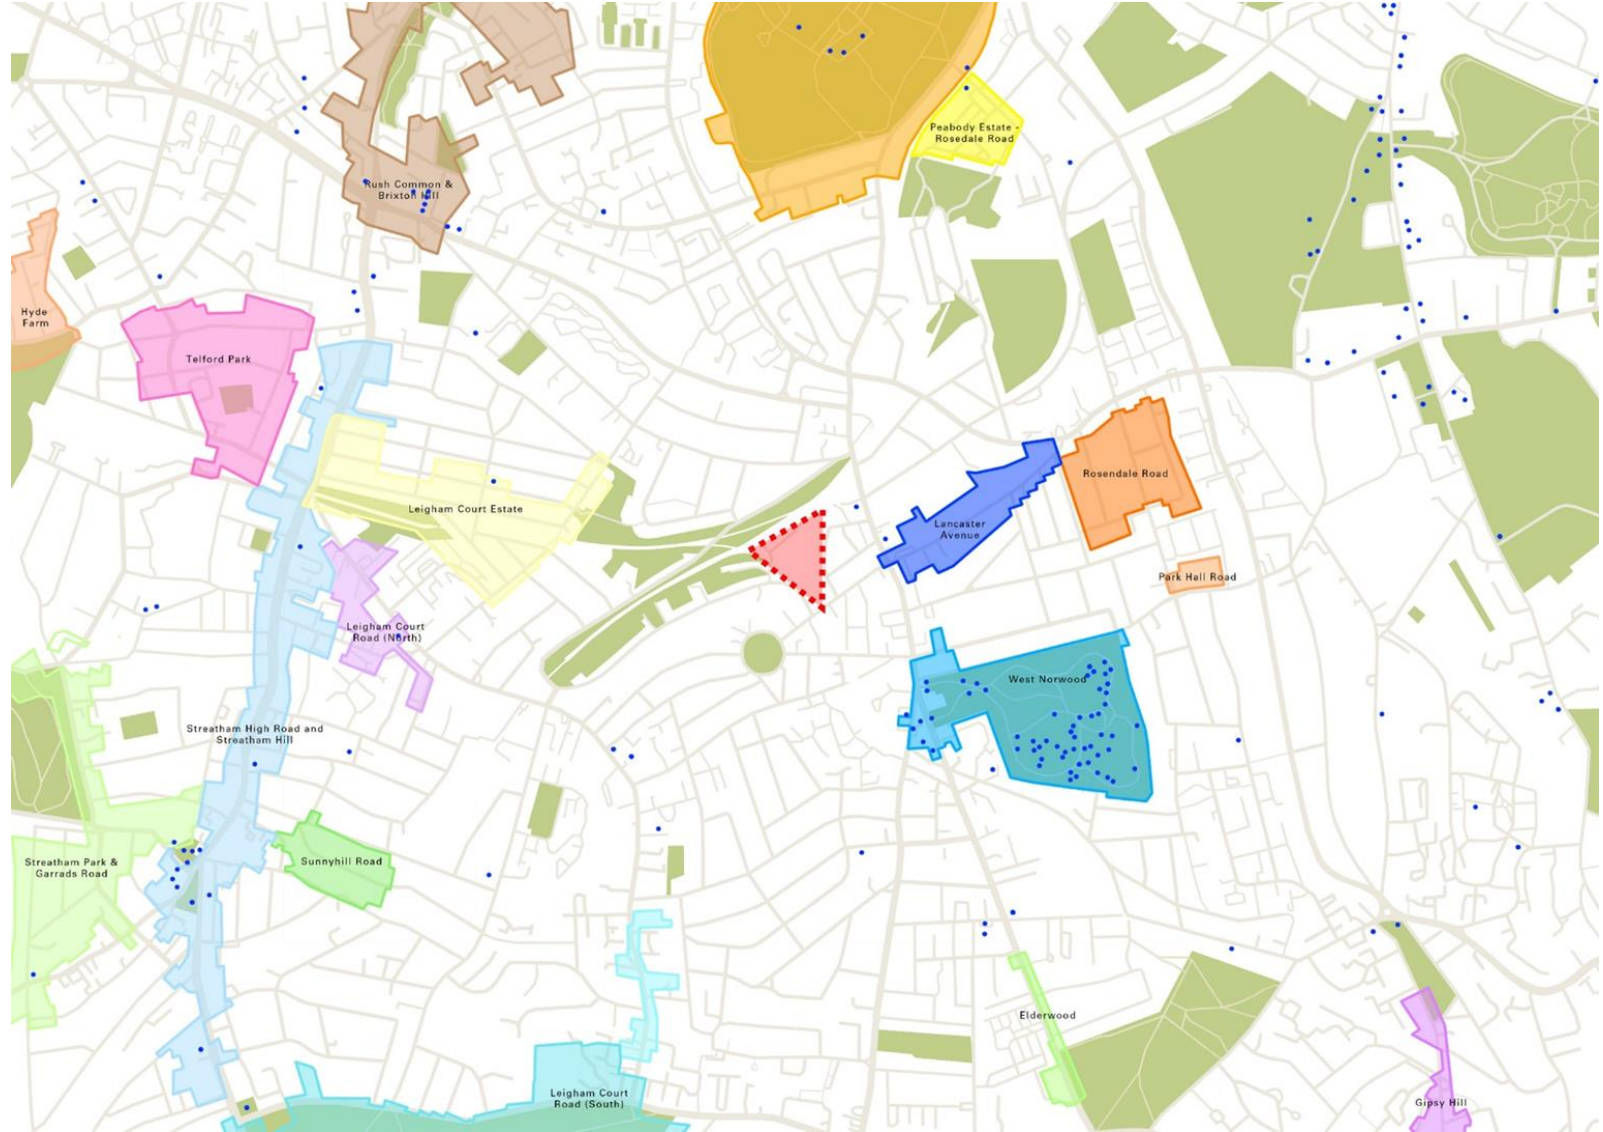 Peabody Estate -
Rosedale Road
Rush Common &
Brixton Hill
Hyde
Farm
Telford Park
Leigham Court Estate
Rosendale Road
Lancaster
Avenue
Park Hall Road
Leigham Court
Road (North)
West Norwood
Streatham High Road and
Streatham Hill
Sunnyhill Road
Streatham Park &
Garrads Road
Elderwood
Leigham Court
Road (South)
Gipsy Hill